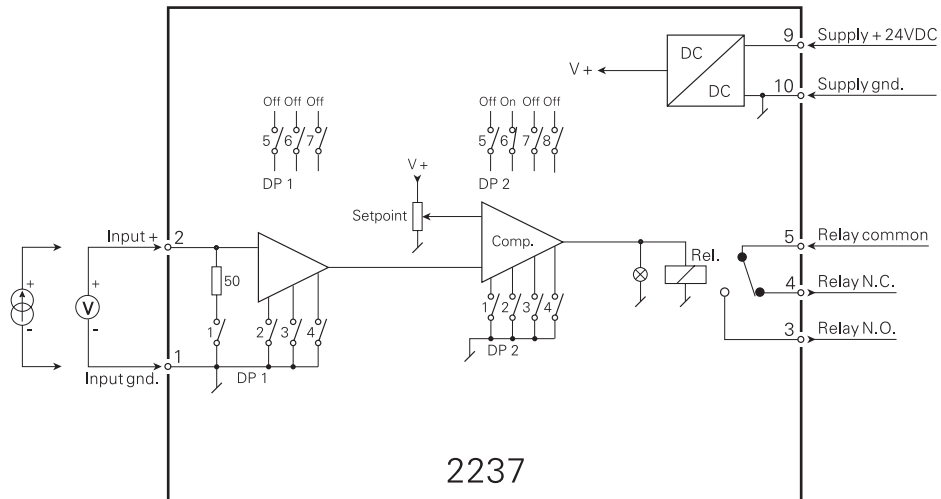 9 Supply + 24VDC
DC
V +
DC
10 Supply gnd.
Off Off Off
Off On Off Off
5 6 7
5 6 7 8
DP 1
V +
DP 2
Setpoint
Input + 2
Comp.
5 Relay common
Rel.
+ + V - -
50
4 Relay N.C.
1 2 3 4
1 2 3 4
3 Relay N.O.
DP 2
1
Input gnd.
DP 1
2237